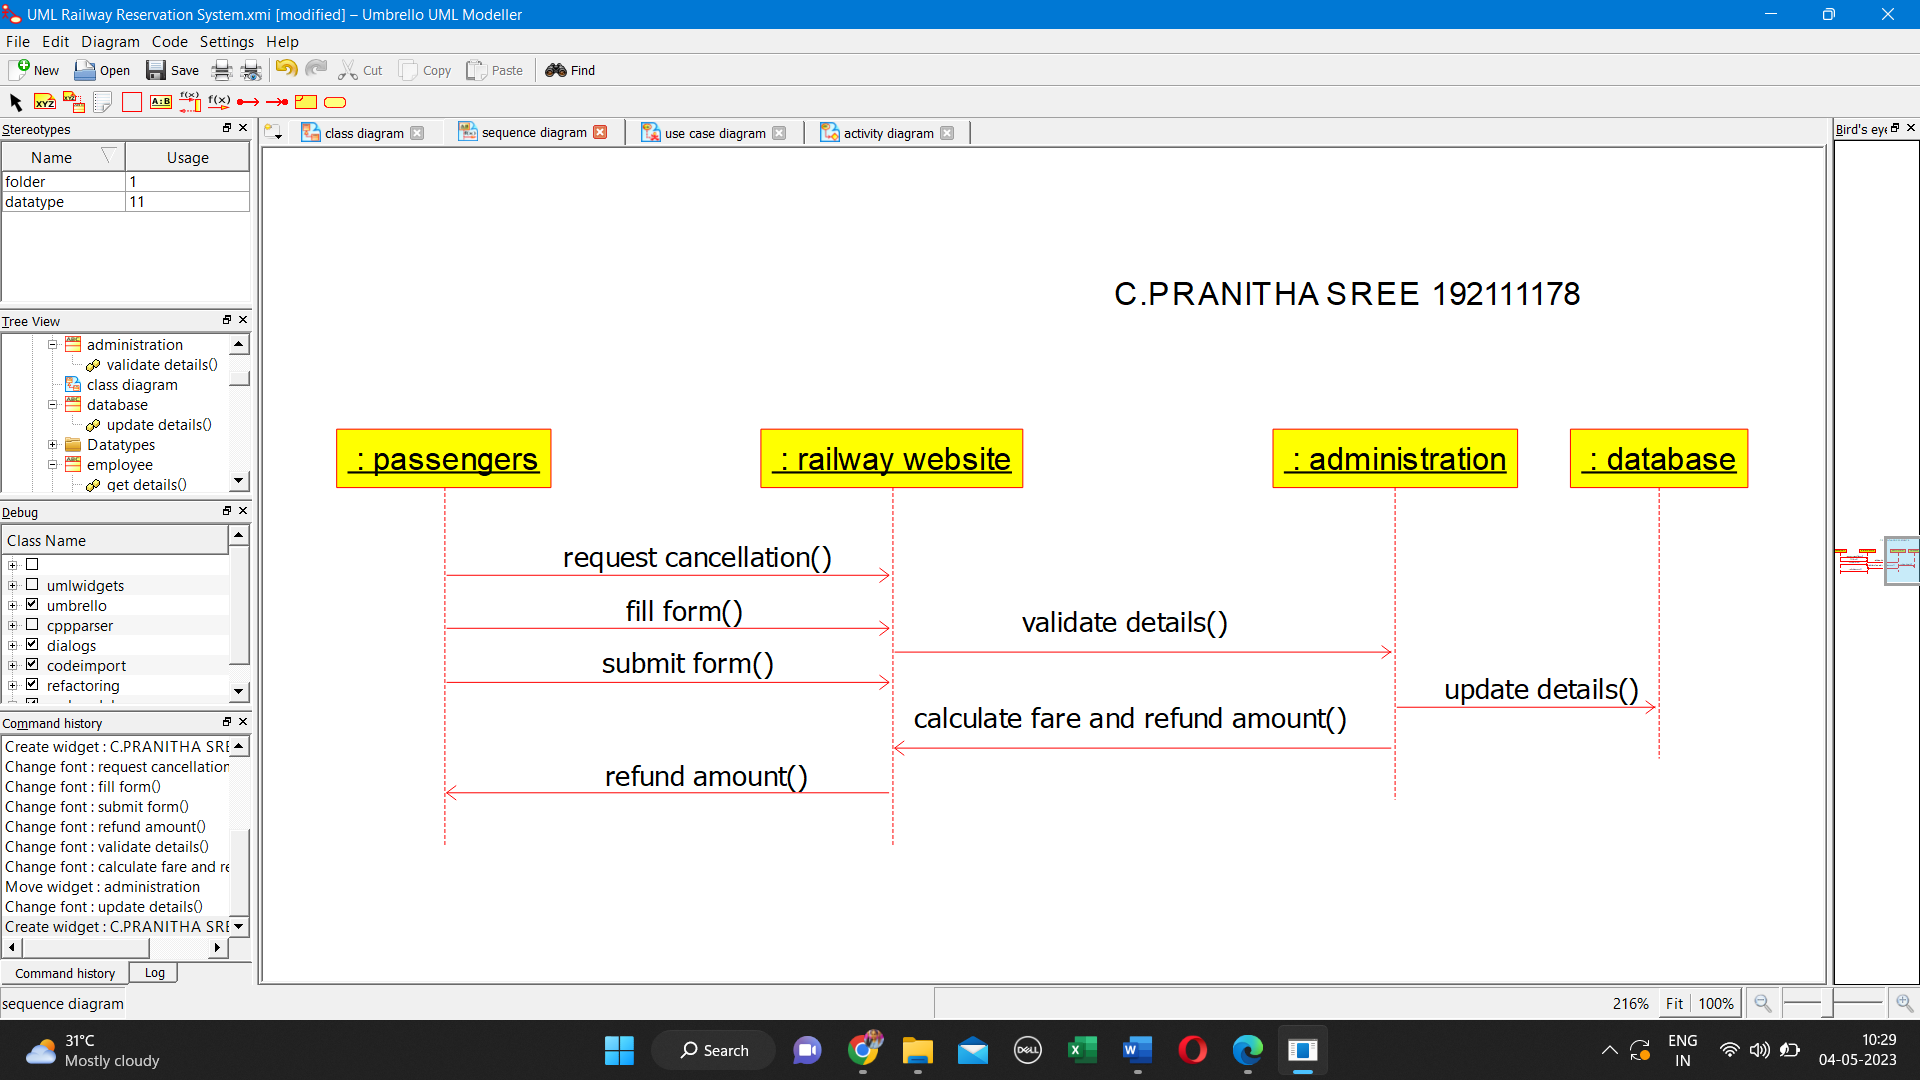 UML Railway Reservation System.xmi [modified] – Umbrello UML Modeller
File Edit Diagram Code Settings Help
New Open Save Cut Copy Paste Find
XYZ A:B f(x) f(x)
Stereotypes
Name Usage
folder 1
datatype 11
Tree View
administration
validate details()
class diagram
database
update details()
Datatypes
employee
get details()
Debug
Class Name
umlwidgets
umbrello
cppparser
dialogs
codeimport
refactoring
Command history
Create widget : C.PRANITHA SRE
Change font : request cancellation
Change font : fill form()
Change font : submit form()
Change font : refund amount()
Change font : validate details()
Change font : calculate fare and re
Move widget : administration
Change font : update details()
Create widget : C.PRANITHA SRE
Command history Log
sequence diagram
class diagram sequence diagram use case diagram activity diagram
Bird's eye
C.PRANITHA SREE 192111178
: passengers : railway website : administration : database
request cancellation()
fill form()
validate details()
submit form()
update details()
calculate fare and refund amount()
refund amount()
216% Fit 100%
31°C
Mostly cloudy
Search
DELL
ENG
IN
10:29
04-05-2023